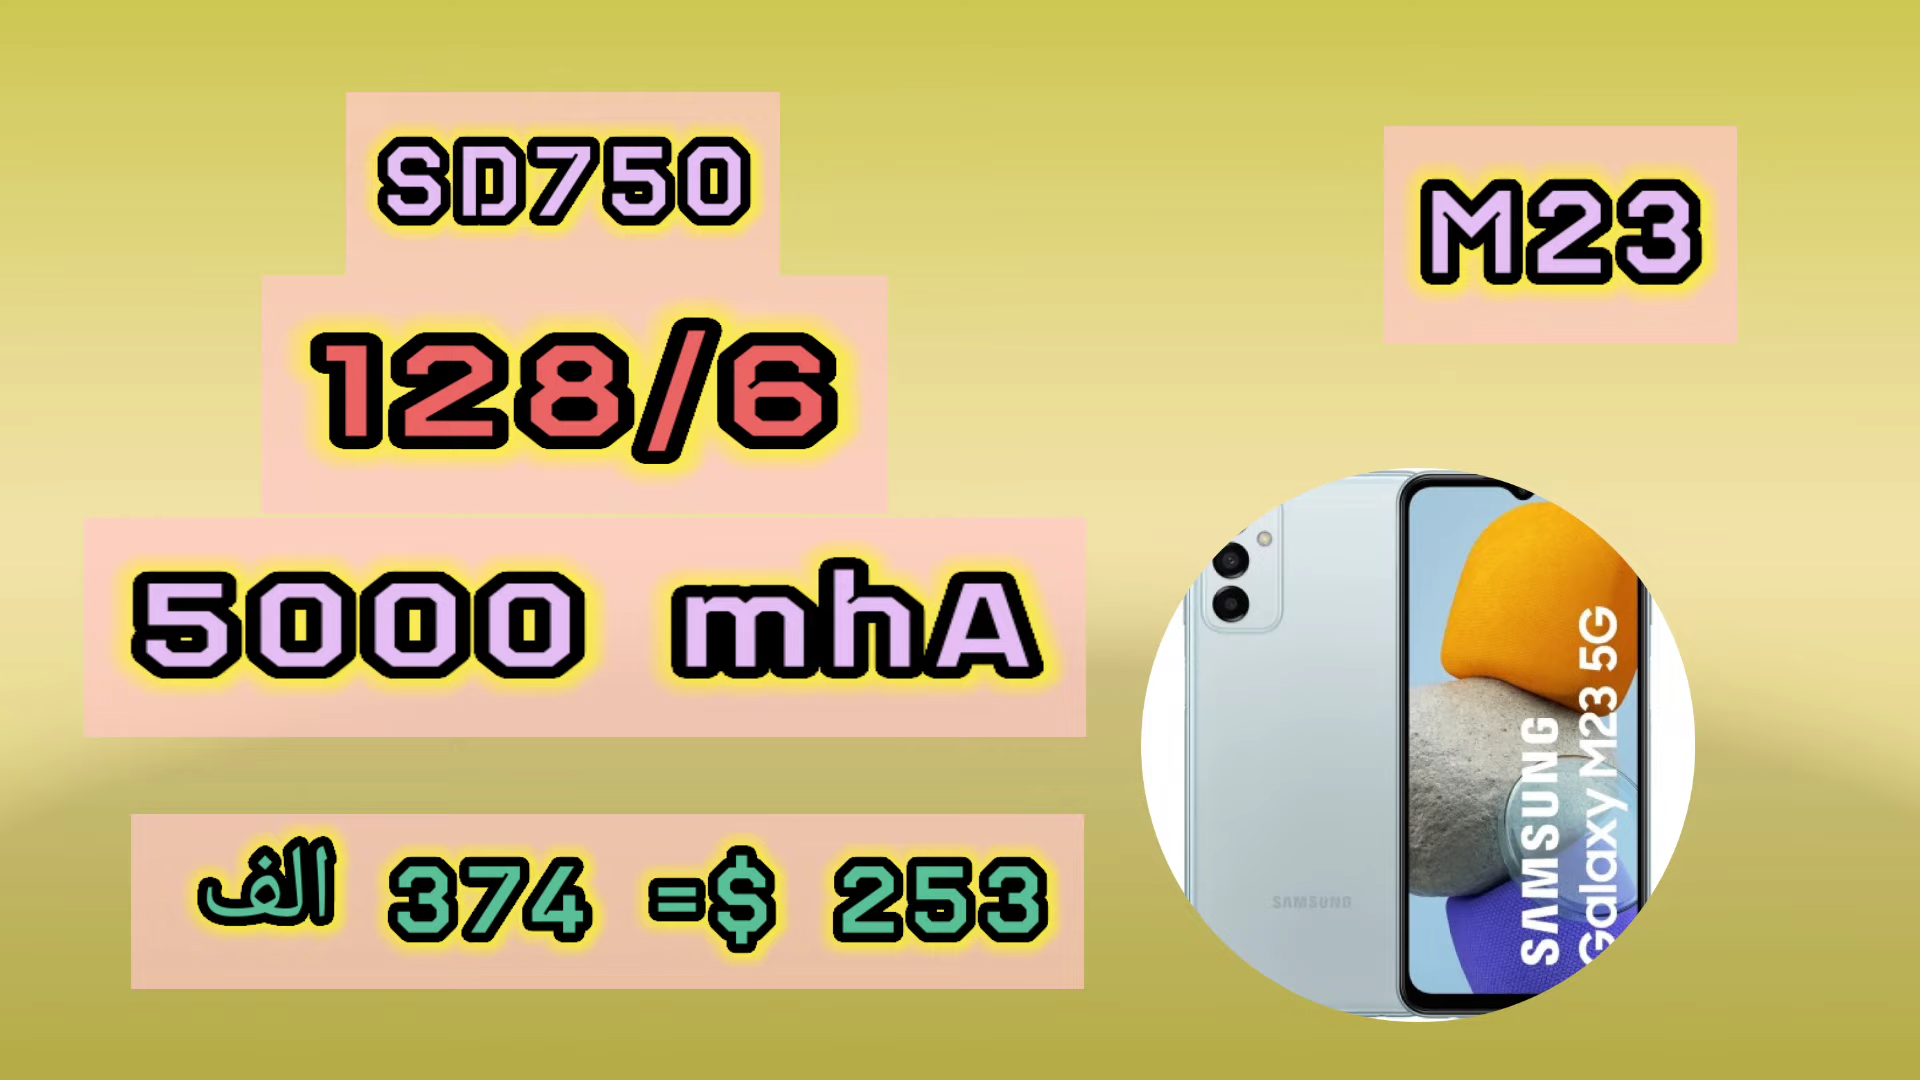 SD750
M23
128/6
5000 mhA
253 $= 374 الف
SAMSUNG
SAMSUNG
Galaxy M23 5G